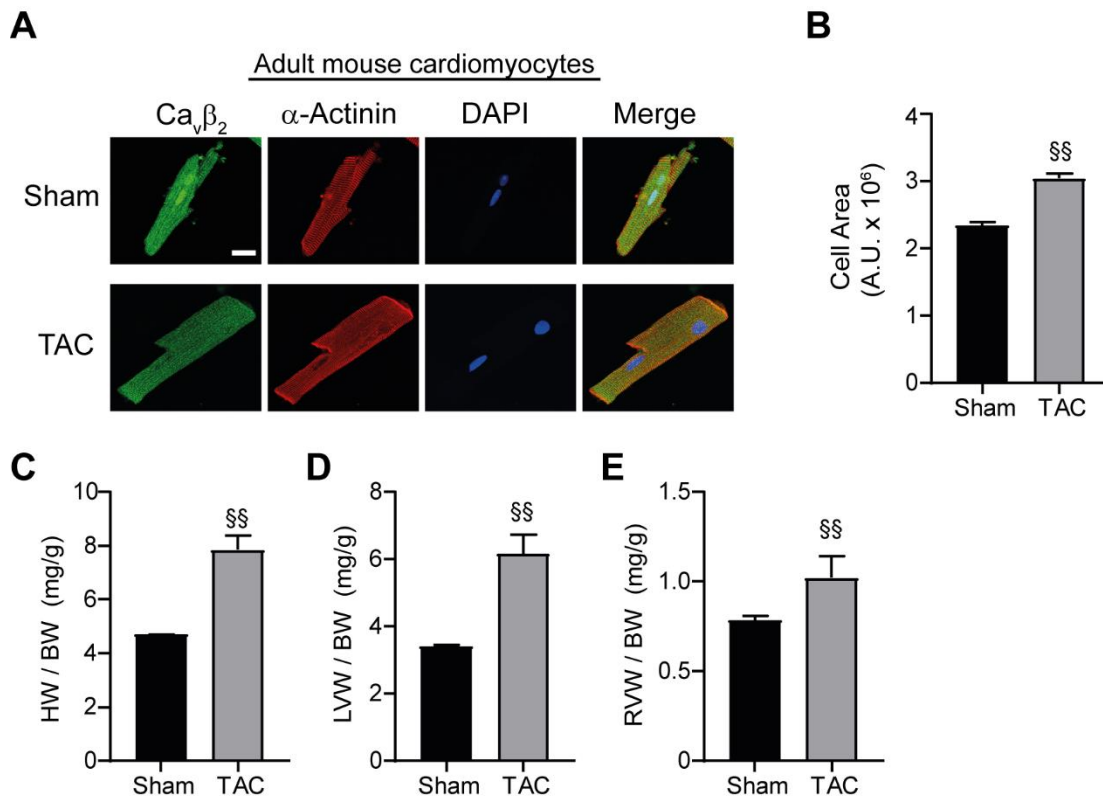 A
Adult mouse cardiomyocytes
Caᵥβ₂ α-Actinin DAPI Merge
Sham
TAC
B
Cell Area
(A.U. x 10⁶)
4
3
2
1
0
§§
Sham TAC
C
HW / BW (mg/g)
10
8
6
4
2
0
§§
Sham TAC
D
LVW / BW (mg/g)
8
6
4
2
0
§§
Sham TAC
E
RVW / BW (mg/g)
1.5
1.0
0.5
0
§§
Sham TAC